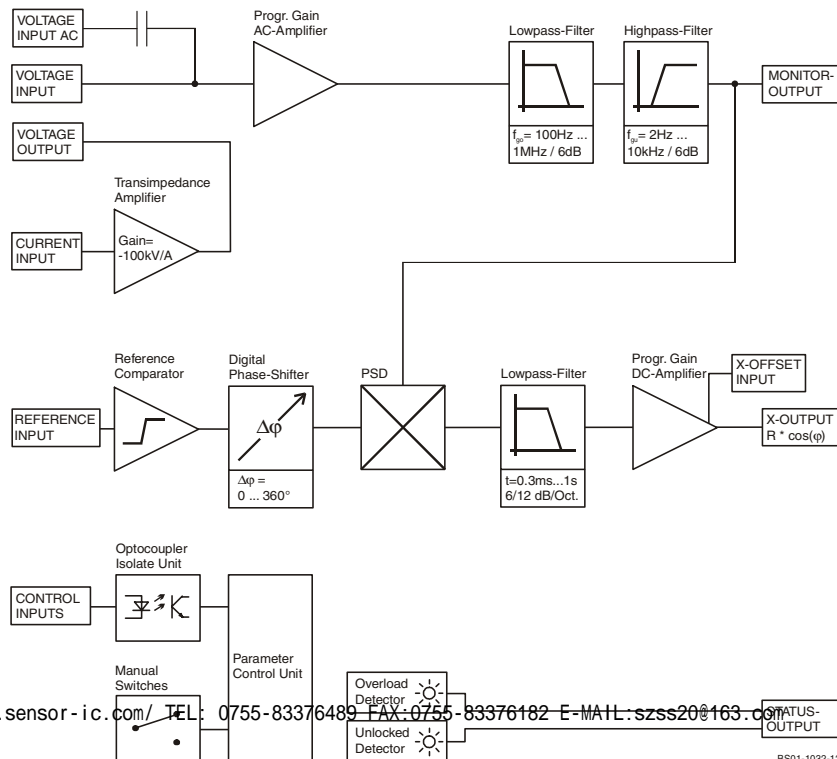 VOLTAGE
INPUT AC
Progr. Gain
AC-Amplifier
Lowpass-Filter
Highpass-Filter
VOLTAGE
INPUT
MONITOR-
OUTPUT
VOLTAGE
OUTPUT
fgo= 100Hz ...
1MHz / 6dB
fgu= 2Hz ...
10kHz / 6dB
Transimpedance
Amplifier
CURRENT
INPUT
Gain=
-100kV/A
Reference
Comparator
Digital
Phase-Shifter
PSD
Lowpass-Filter
Progr. Gain
DC-Amplifier
X-OFFSET
INPUT
REFERENCE
INPUT
Δφ
X-OUTPUT
R * cos(φ)
Δφ =
0 ... 360°
t=0.3ms...1s
6/12 dB/Oct.
Optocoupler
Isolate Unit
CONTROL
INPUTS
Manual
Switches
Parameter
Control Unit
Overload
Detector
.sensor-ic.com/ TEL: 0755-83376489 FAX:0755-83376182 E-MAIL:szss20@163.com
STATUS-
OUTPUT
Unlocked
Detector